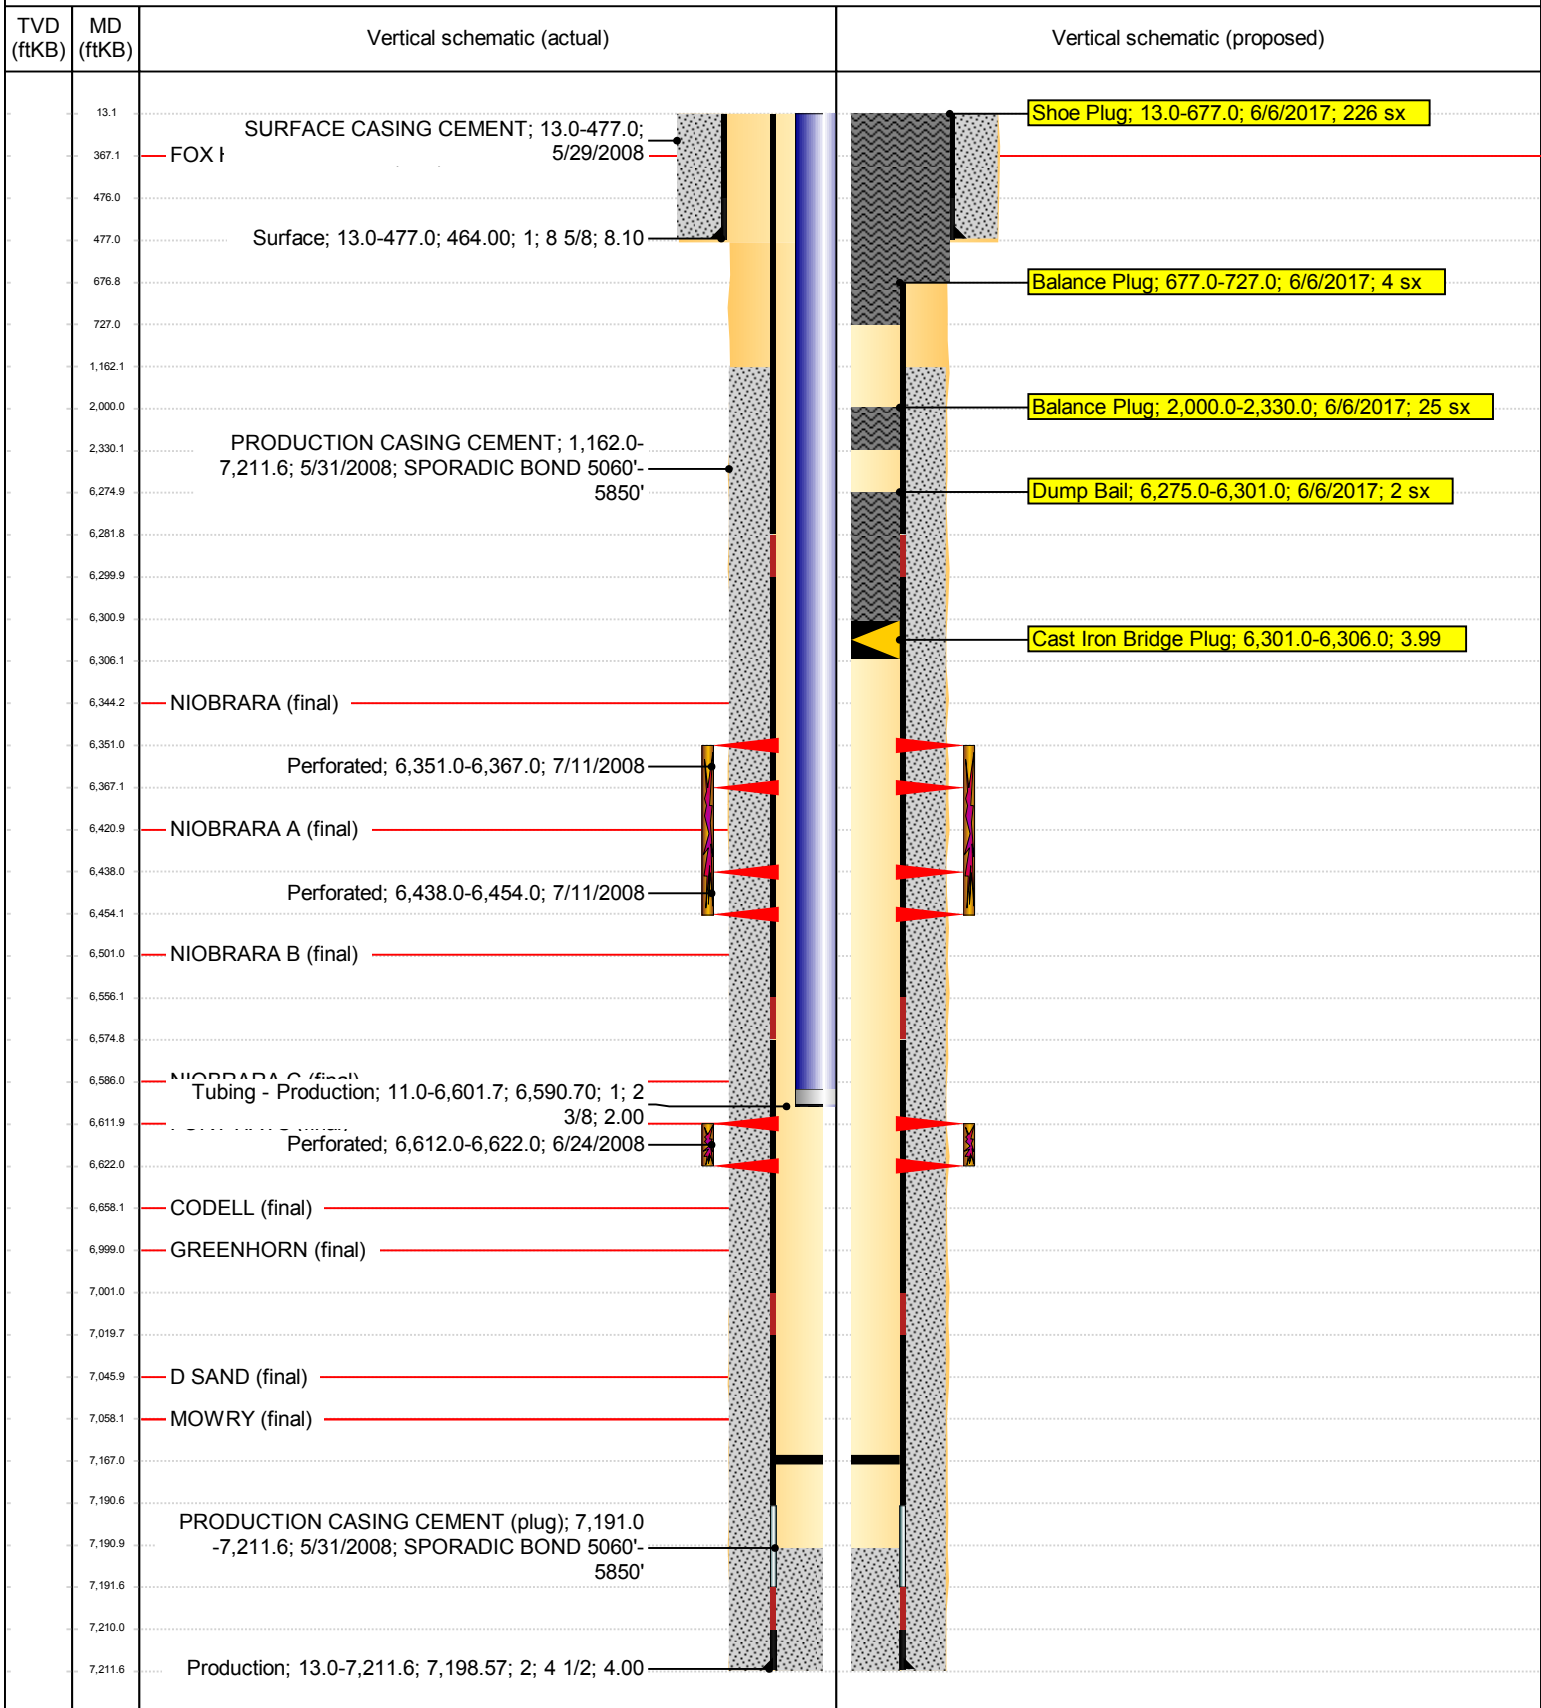 TVD (ftKB)
MD (ftKB)
Vertical schematic (actual)
Vertical schematic (proposed)
13.1
SURFACE CASING CEMENT; 13.0-477.0;
5/29/2008
Shoe Plug; 13.0-677.0; 6/6/2017; 226 sx
367.1
FOX
476.0
477.0
Surface; 13.0-477.0; 464.00; 1; 8 5/8; 8.10
676.8
Balance Plug; 677.0-727.0; 6/6/2017; 4 sx
727.0
1,162.1
2,000.0
Balance Plug; 2,000.0-2,330.0; 6/6/2017; 25 sx
2,330.1
PRODUCTION CASING CEMENT; 1,162.0-
7,211.6; 5/31/2008; SPORADIC BOND 5060'-
5850'
6,274.9
Dump Bail; 6,275.0-6,301.0; 6/6/2017; 2 sx
6,281.8
6,299.9
6,300.9
Cast Iron Bridge Plug; 6,301.0-6,306.0; 3.99
6,306.1
6,344.2
NIOBRARA (final)
6,351.0
Perforated; 6,351.0-6,367.0; 7/11/2008
6,367.1
6,420.9
NIOBRARA A (final)
6,438.0
Perforated; 6,438.0-6,454.0; 7/11/2008
6,454.1
6,501.0
NIOBRARA B (final)
6,556.1
6,574.8
6,586.0
NIOBRARA C (final)
Tubing - Production; 11.0-6,601.7; 6,590.70; 1; 2
3/8; 2.00
6,611.9
Perforated; 6,612.0-6,622.0; 6/24/2008
6,622.0
6,658.1
CODELL (final)
6,999.0
GREENHORN (final)
7,001.0
7,019.7
7,045.9
D SAND (final)
7,058.1
MOWRY (final)
7,167.0
7,190.6
PRODUCTION CASING CEMENT (plug); 7,191.0
-7,211.6; 5/31/2008; SPORADIC BOND 5060'-
5850'
7,190.9
7,191.6
7,210.0
7,211.6
Production; 13.0-7,211.6; 7,198.57; 2; 4 1/2; 4.00